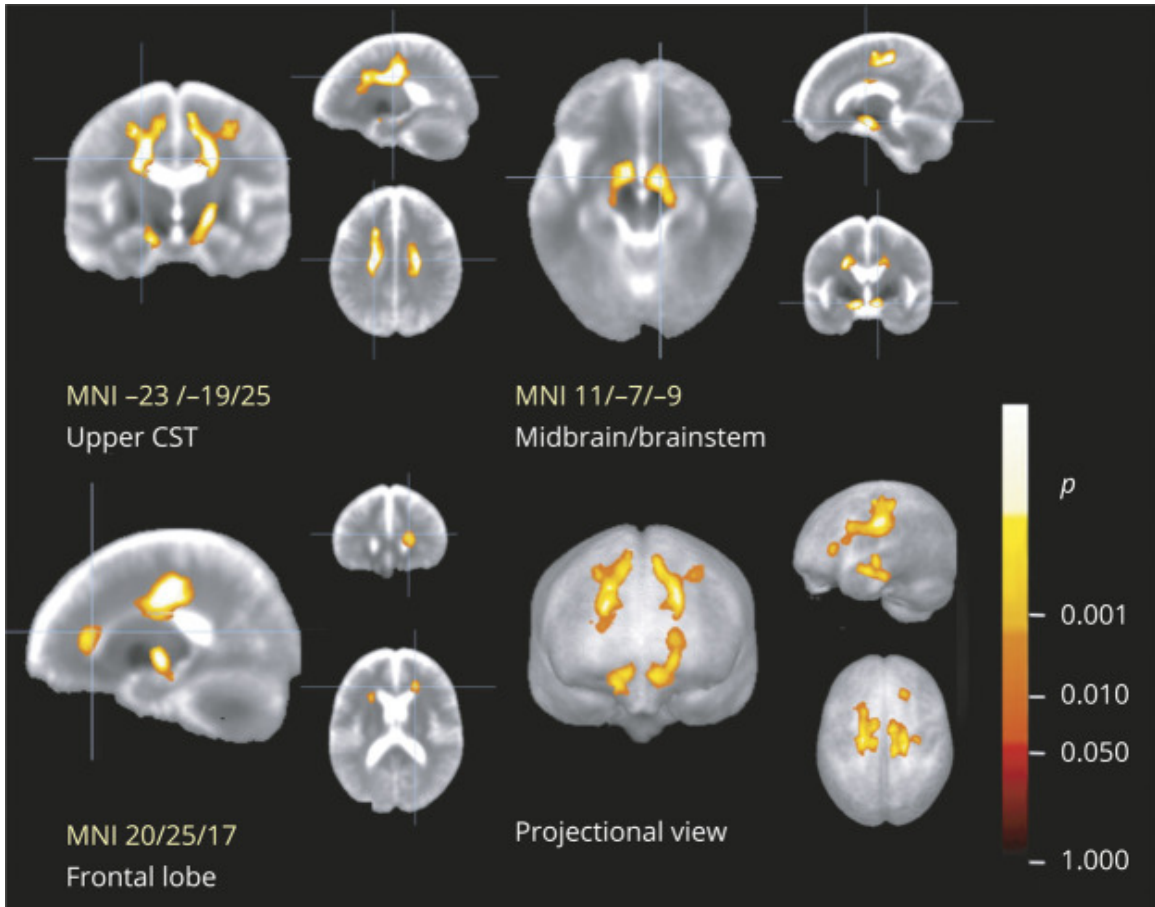 MNI –23 /–19/25
Upper CST
MNI 11/–7/–9
Midbrain/brainstem
MNI 20/25/17
Frontal lobe
Projectional view
p
0.001
0.010
0.050
1.000